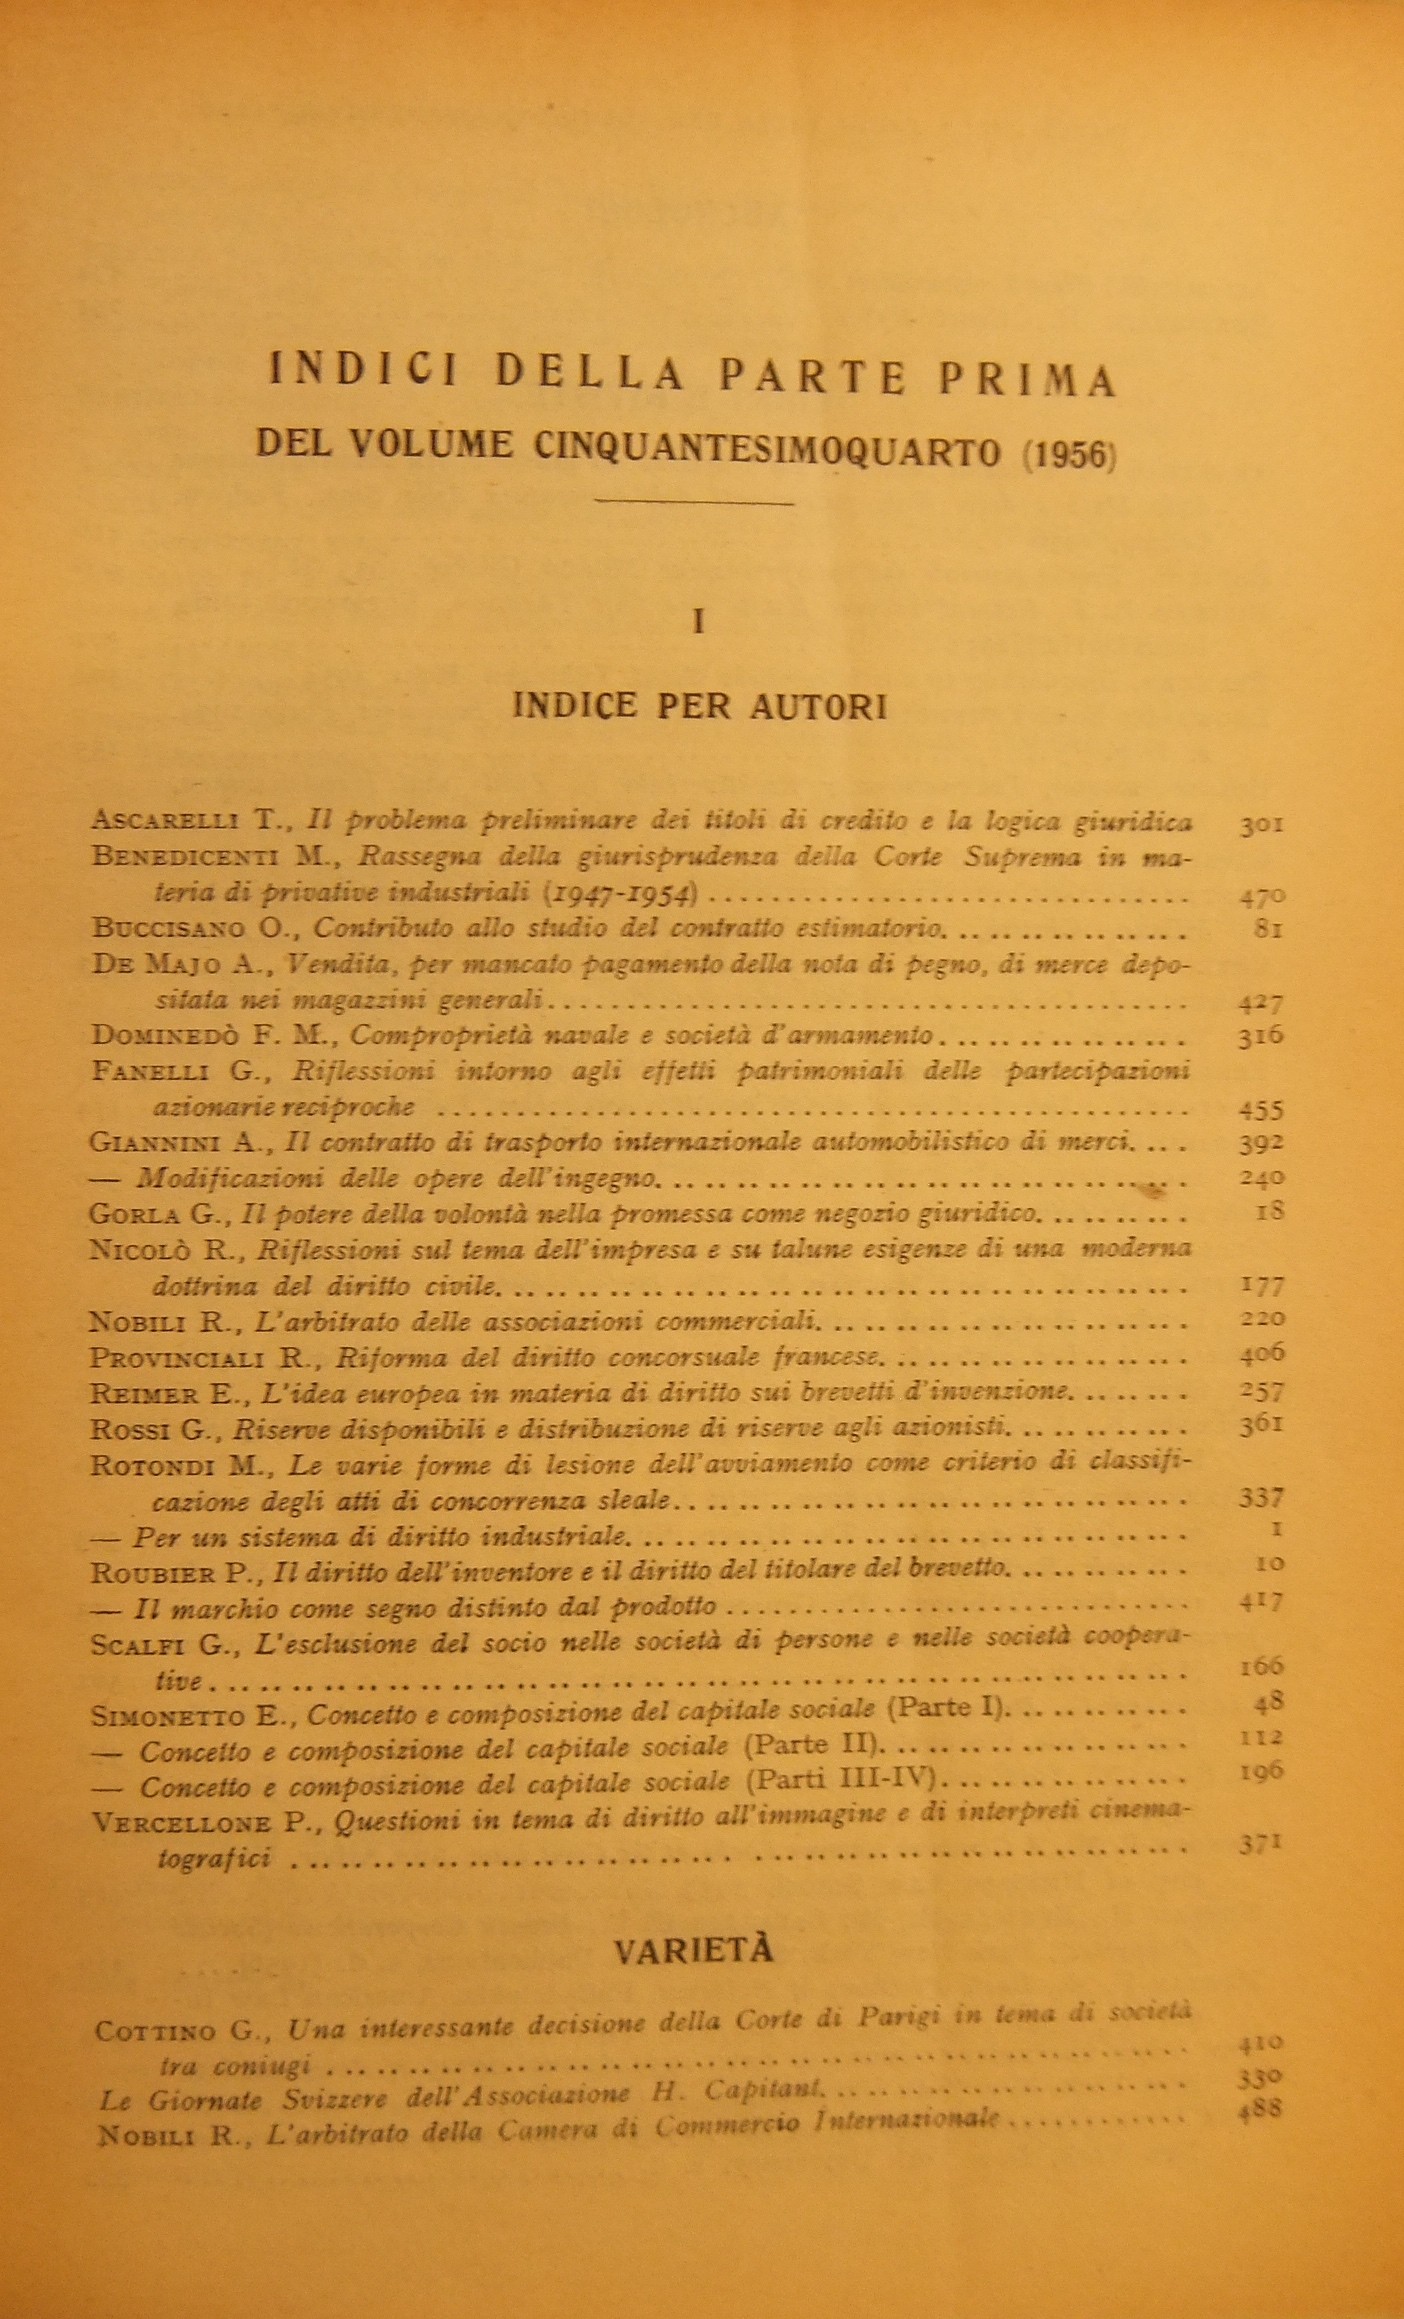 INDICI DELLA PARTE PRIMA
DEL VOLUME CINQUANTESIMOQUARTO (1956)
I
INDICE PER AUTORI
ASCARELLI T., Il problema preliminare dei titoli di credito e la logica giuridica 301
BENEDICENTI M., Rassegna della giurisprudenza della Corte Suprema in ma-
teria di privative industriali (1947-1954) ................................ 470
BUCCISANO O., Contributo allo studio del contratto estimatorio................ 81
DE MAJO A., Vendita, per mancato pagamento della nota di pegno, di merce depo-
sitata nei magazzini generali.......................................... 427
DOMINEDÒ F. M., Comproprietà navale e società d'armamento................ 316
FANELLI G., Riflessioni intorno agli effetti patrimoniali delle partecipazioni
azionarie reciproche .................................................. 455
GIANNINI A., Il contratto di trasporto internazionale automobilistico di merci.... 392
— Modificazioni delle opere dell'ingegno.................................. 240
GORLA G., Il potere della volontà nella promessa come negozio giuridico.......... 18
NICOLÒ R., Riflessioni sul tema dell'impresa e su talune esigenze di una moderna
dottrina del diritto civile.............................................. 177
NOBILI R., L'arbitrato delle associazioni commerciali........................ 220
PROVINCIALI R., Riforma del diritto concorsuale francese.................... 406
REIMER E., L'idea europea in materia di diritto sui brevetti d'invenzione........ 257
ROSSI G., Riserve disponibili e distribuzione di riserve agli azionisti............ 361
ROTONDI M., Le varie forme di lesione dell'avviamento come criterio di classifi-
cazione degli atti di concorrenza sleale.................................. 337
— Per un sistema di diritto industriale.................................... 1
ROUBIER P., Il diritto dell'inventore e il diritto del titolare del brevetto............ 10
— Il marchio come segno distinto dal prodotto .............................. 417
SCALFI G., L'esclusione del socio nelle società di persone e nelle società coopera-
tive.................................................................. 166
SIMONETTO E., Concetto e composizione del capitale sociale (Parte I)............ 48
— Concetto e composizione del capitale sociale (Parte II).................... 112
— Concetto e composizione del capitale sociale (Parti III-IV)................ 196
VERCELLONE P., Questioni in tema di diritto all'immagine e di interpreti cinema-
tografici ............................................................ 371
VARIETÀ
COTTINO G., Una interessante decisione della Corte di Parigi in tema di società
tra coniugi .......................................................... 410
Le Giornate Svizzere dell'Associazione H. Capitant........................ 330
NOBILI R., L'arbitrato della Camera di Commercio Internazionale ............ 488